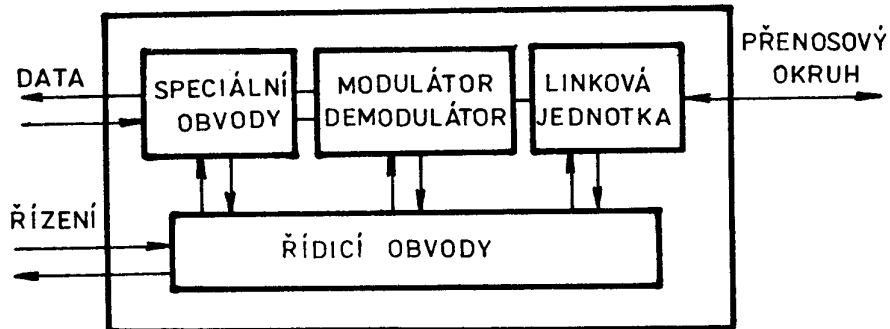 DATA
SPECIÁLNÍ
OBVODY
MODULÁTOR
DEMODULÁTOR
LINKOVÁ
JEDNOTKA
PŘENOSOVÝ
OKRUH
ŘÍZENÍ
ŘÍDICÍ OBVODY